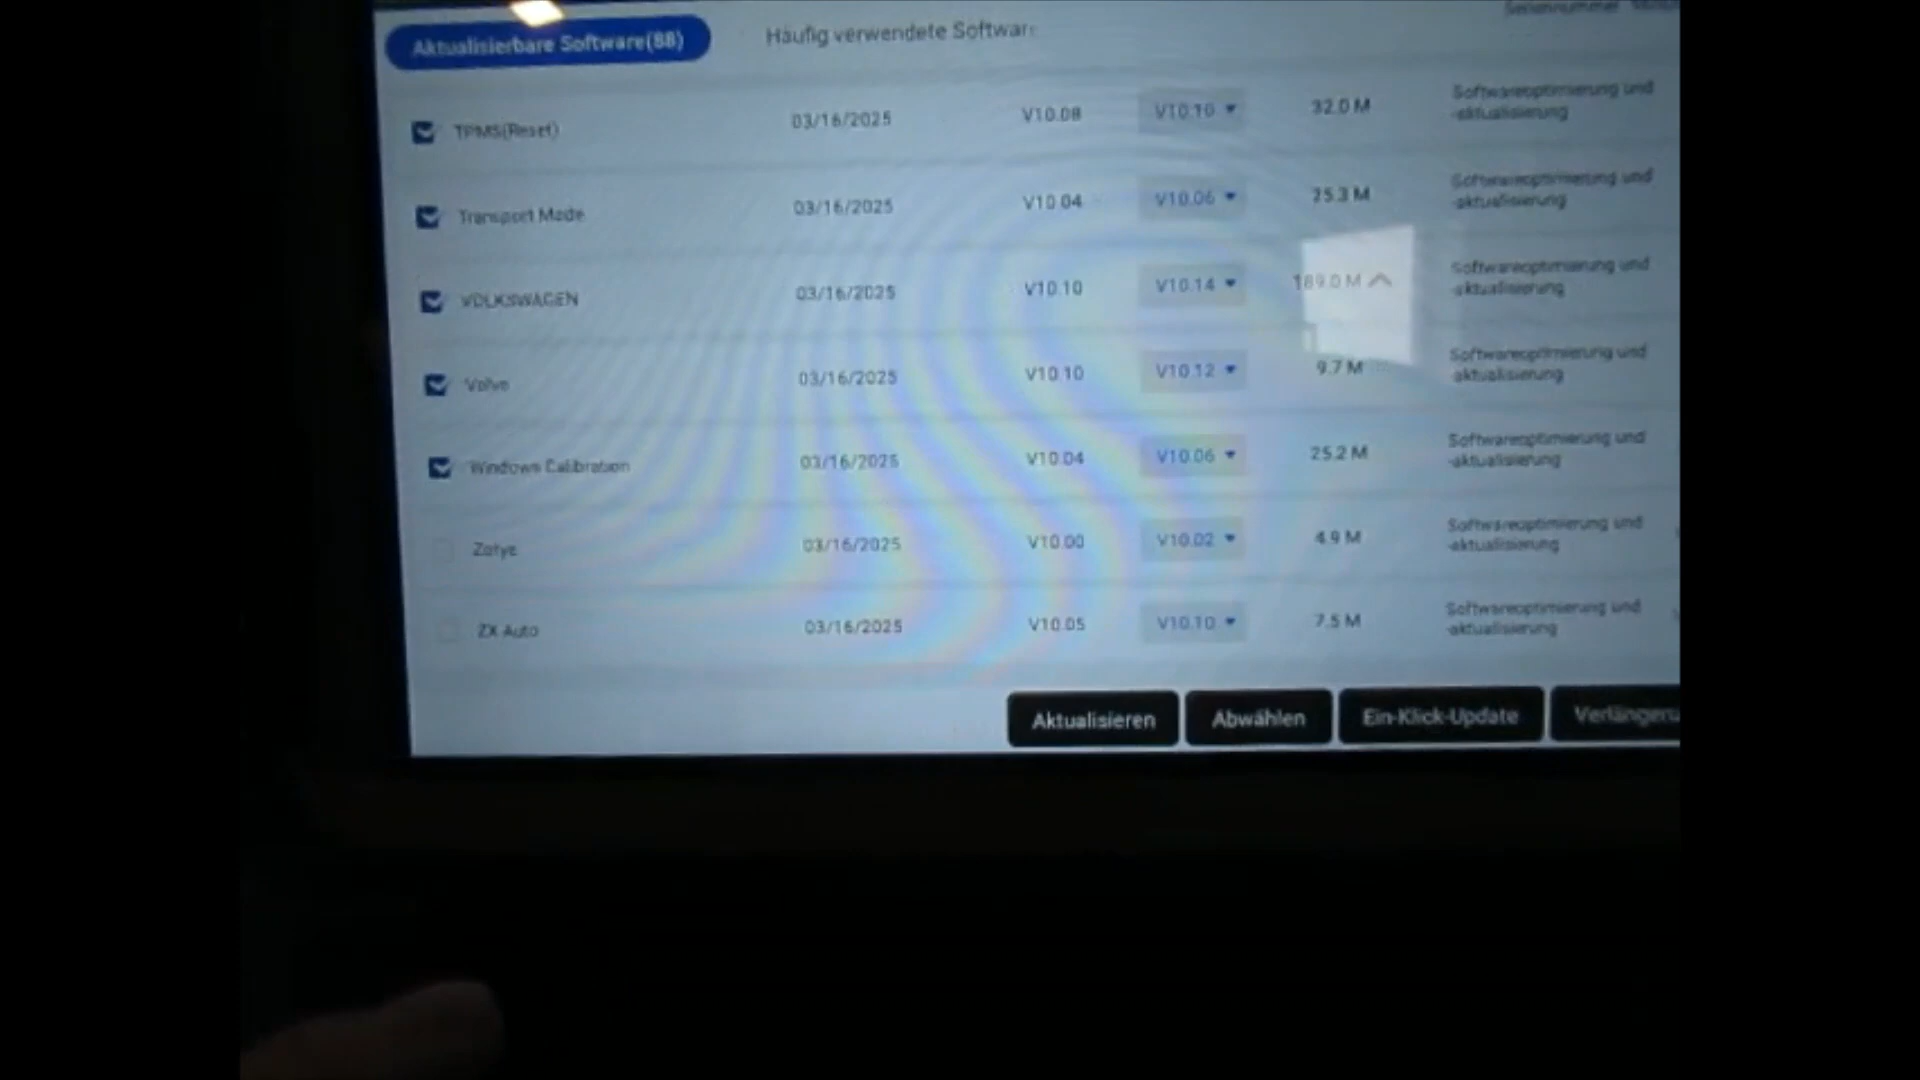 Aktualisierbare Software(88) Häufig verwendete Software Seriennummer
TPMS(Reset) 03/16/2025 V10.08 V10.10 32.0 M Softwareoptimierung und
-aktualisierung
Transport Mode 03/16/2025 V10.04 V10.06 25.3 M Softwareoptimierung und
-aktualisierung
VOLKSWAGEN 03/16/2025 V10.10 V10.14 189.0 M Softwareoptimierung und
-aktualisierung
Volvo 03/16/2025 V10.10 V10.12 9.7 M Softwareoptimierung und
-aktualisierung
Windows Calibration 03/16/2025 V10.04 V10.06 25.2 M Softwareoptimierung und
-aktualisierung
Zotye 03/16/2025 V10.00 V10.02 4.9 M Softwareoptimierung und
-aktualisierung
ZX Auto 03/16/2025 V10.05 V10.10 7.5 M Softwareoptimierung und
-aktualisierung
Aktualisieren Abwählen Ein-Klick-Update Verlängeru